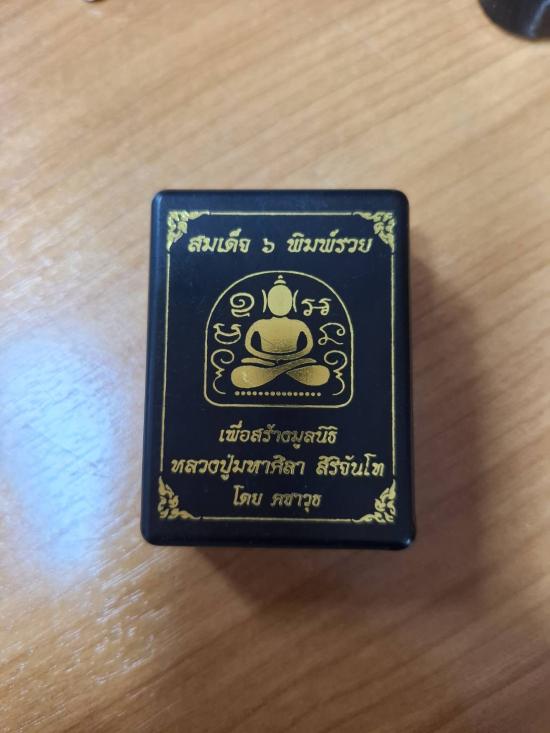 สมเด็จ ๖ พิมพ์รวย
เพื่อสร้างมูลนิธิ
หลวงปู่มหาศิลา สิริจันโท
โดย คชาวุธ